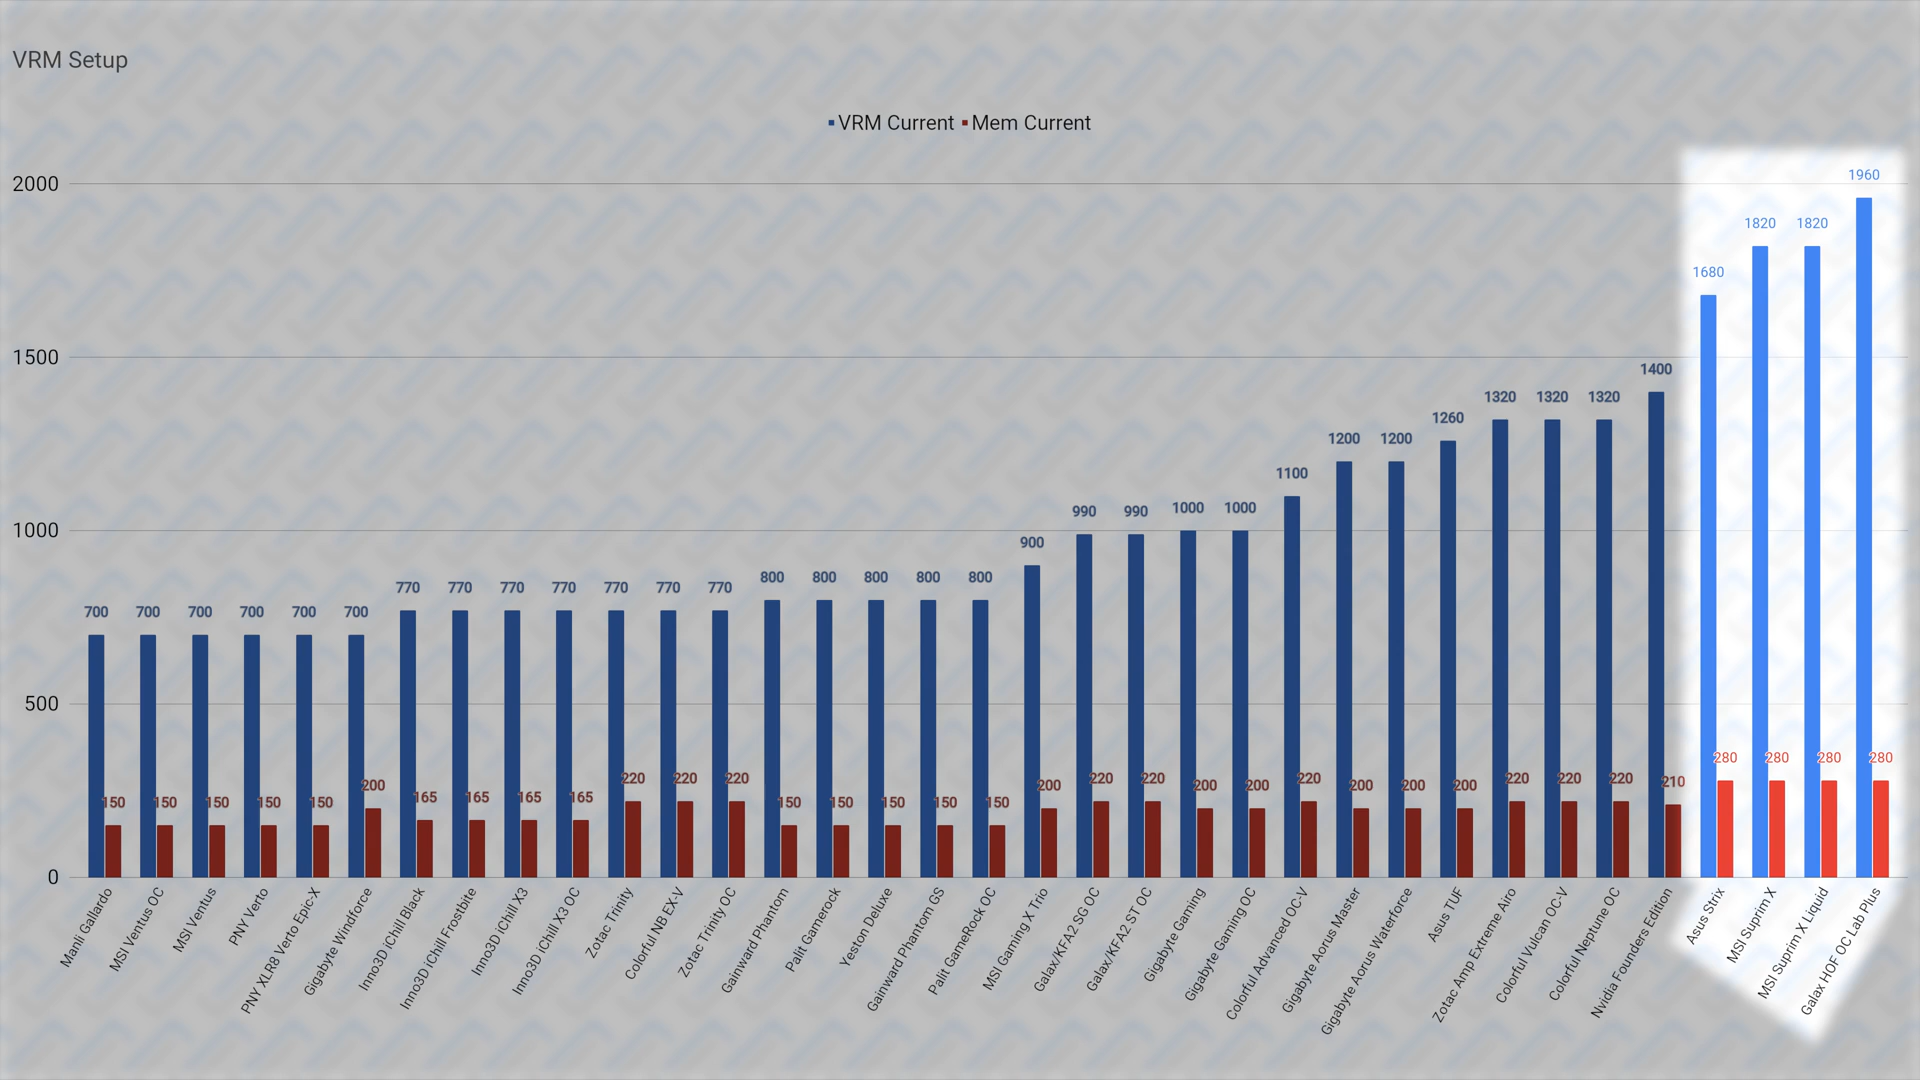 VRM Setup
VRM Current Mem Current
2000
1500
1000
500
0
700 700 700 700 700 700 770 770 770 770 770 770 770 800 800 800 800 800 900 990 990 1000 1000 1100 1200 1200 1260 1320 1320 1320 1400 1680 1820 1820 1960
150 150 150 150 150 200 165 165 165 165 220 220 220 150 150 150 150 150 200 220 220 200 200 220 200 200 200 220 220 220 210 280 280 280 280
Manli Gallardo
MSI Ventus OC
MSI Ventus
PNY Verto
PNY XLR8 Verto Epic-X
Gigabyte Windforce
Inno3D iChill Black
Inno3D iChill Frostbite
Inno3D iChill X3
Inno3D iChill X3 OC
Zotac Trinity
Colorful NB EX-V
Zotac Trinity OC
Gainward Phantom
Palit Gamerock
Yeston Deluxe
Gainward Phantom GS
Palit GameRock OC
MSI Gaming X Trio
Galax/KFA2 SG OC
Galax/KFA2 ST OC
Gigabyte Gaming
Gigabyte Gaming OC
Colorful Advanced OC-V
Gigabyte Aorus Master
Gigabyte Aorus Waterforce
Asus TUF
Zotac Amp Extreme Airo
Colorful Vulcan OC-V
Colorful Neptune OC
Nvidia Founders Edition
Asus Strix
MSI Suprim X
MSI Suprim X Liquid
Galax HOF OC Lab Plus